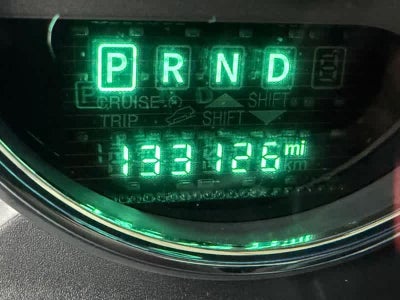 P R N D
CRUISE SHIFT
TRIP SHIFT
133126 mi
km